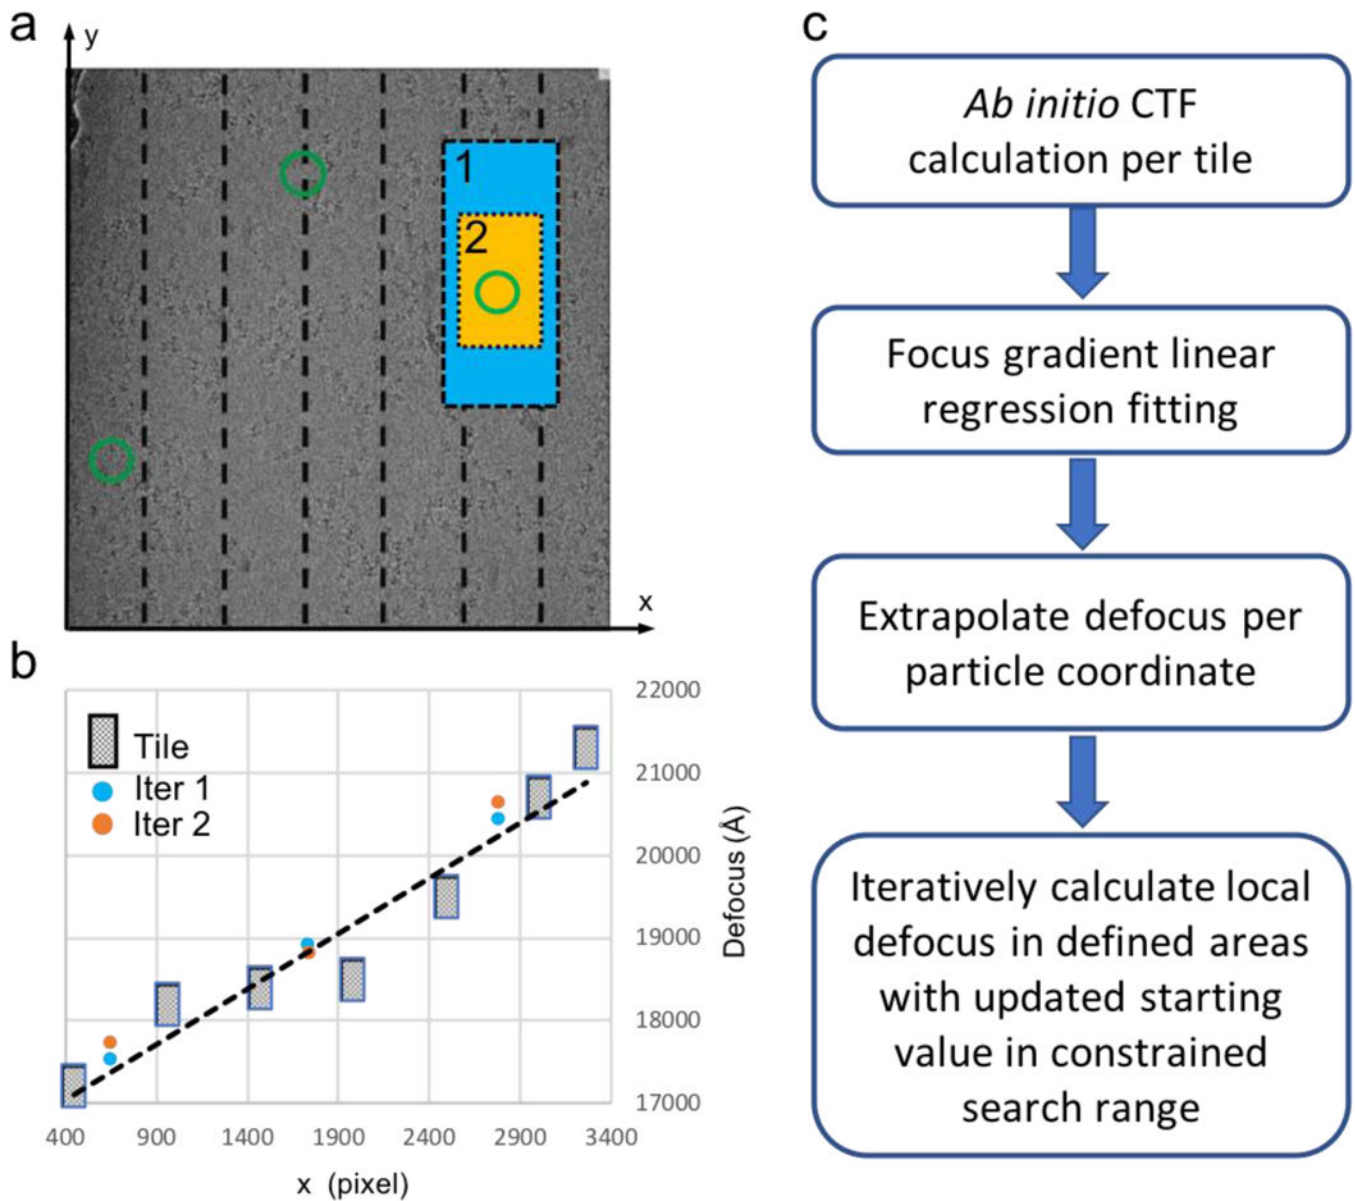 a
y
1
2
x
b
22000
21000
20000
19000
18000
17000
Defocus (Å)
Tile
Iter 1
Iter 2
400 900 1400 1900 2400 2900 3400
x (pixel)
c
Ab initio CTF
calculation per tile
Focus gradient linear
regression fitting
Extrapolate defocus per
particle coordinate
Iteratively calculate local
defocus in defined areas
with updated starting
value in constrained
search range